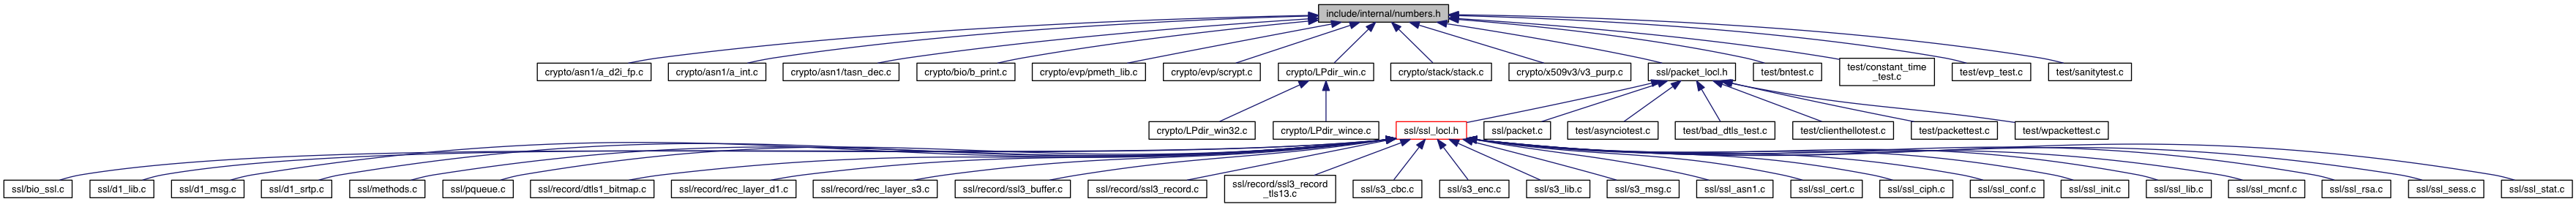 include/internal/numbers.h
crypto/asn1/a_d2i_fp.c
crypto/asn1/a_int.c
crypto/asn1/tasn_dec.c
crypto/bio/b_print.c
crypto/evp/pmeth_lib.c
crypto/evp/scrypt.c
crypto/LPdir_win.c
crypto/stack/stack.c
crypto/x509v3/v3_purp.c
ssl/packet_locl.h
test/bntest.c
test/constant_time
_test.c
test/evp_test.c
test/sanitytest.c
crypto/LPdir_win32.c
crypto/LPdir_wince.c
ssl/ssl_locl.h
ssl/packet.c
test/asynciotest.c
test/bad_dtls_test.c
test/clienthellotest.c
test/packettest.c
test/wpackettest.c
ssl/bio_ssl.c
ssl/d1_lib.c
ssl/d1_msg.c
ssl/d1_srtp.c
ssl/methods.c
ssl/pqueue.c
ssl/record/dtls1_bitmap.c
ssl/record/rec_layer_d1.c
ssl/record/rec_layer_s3.c
ssl/record/ssl3_buffer.c
ssl/record/ssl3_record.c
ssl/record/ssl3_record
_tls13.c
ssl/s3_cbc.c
ssl/s3_enc.c
ssl/s3_lib.c
ssl/s3_msg.c
ssl/ssl_asn1.c
ssl/ssl_cert.c
ssl/ssl_ciph.c
ssl/ssl_conf.c
ssl/ssl_init.c
ssl/ssl_lib.c
ssl/ssl_mcnf.c
ssl/ssl_rsa.c
ssl/ssl_sess.c
ssl/ssl_stat.c